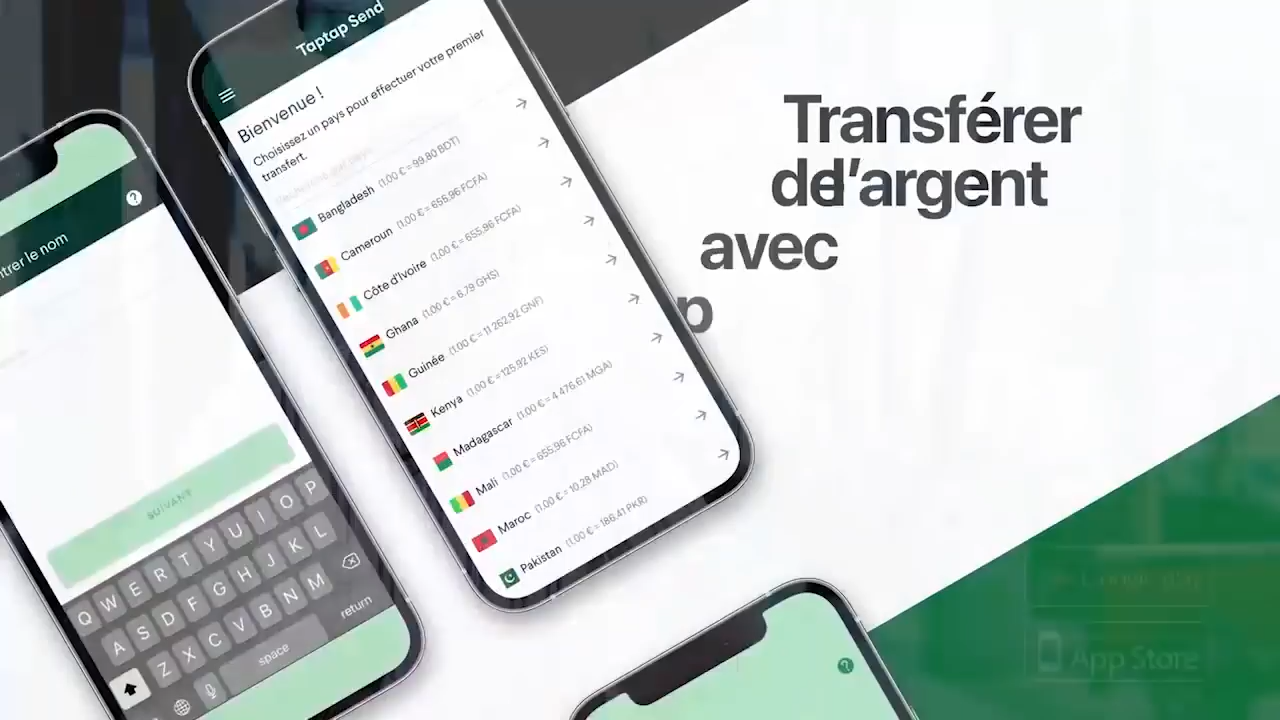 Taptap Send
Bienvenue !
Choisissez un pays pour effectuer votre premier
transfert.
Bangladesh (1.00 € = 99.80 BDT)
Cameroun (1.00 € = 655.96 FCFA)
Côte d'Ivoire (1.00 € = 655.96 FCFA)
Ghana (1.00 € = 6.79 GHS)
Guinée (1.00 € = 11 262.92 GNF)
Kenya (1.00 € = 125.92 KES)
Madagascar (1.00 € = 4 476.61 MGA)
Mali (1.00 € = 655.96 FCFA)
Maroc (1.00 € = 10.28 MAD)
Pakistan (1.00 € = 186.41 PKR)
ntrer le nom
SUIVANT
Q W E R T Y U I O P
A S D F G H J K L
Z X C V B N M
space return
Transférer
d'argent
avec
p
App Store